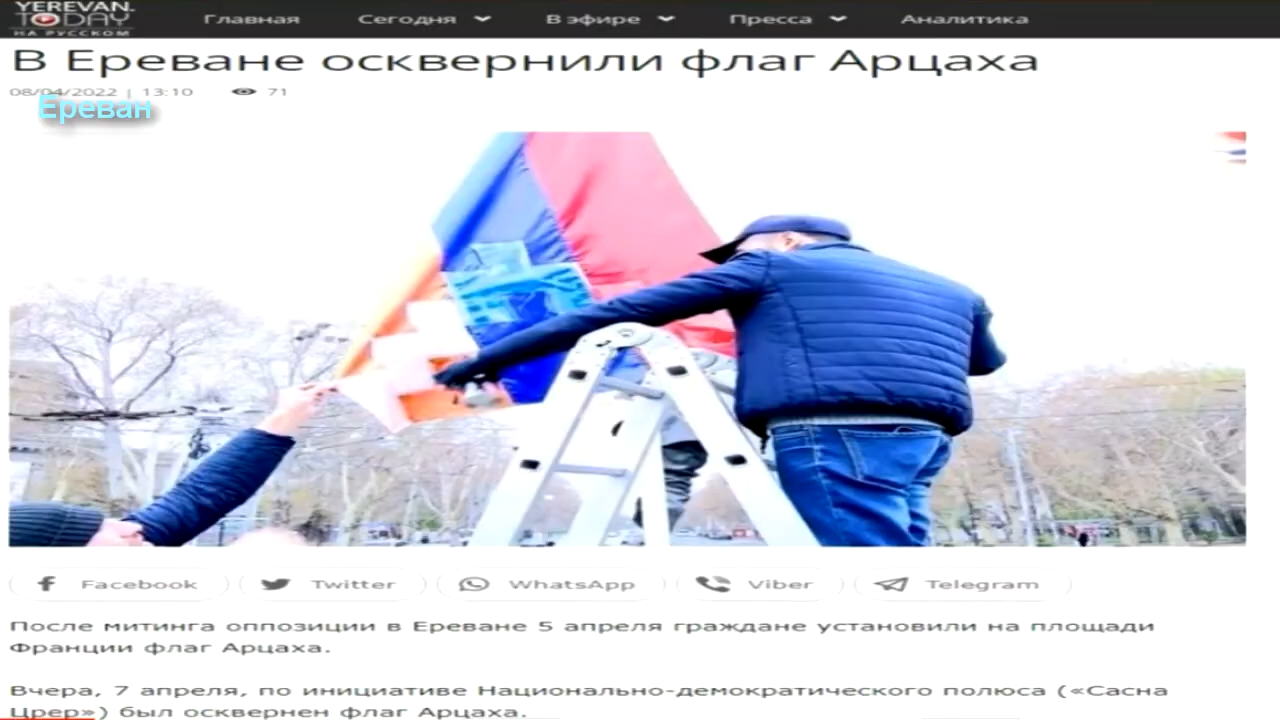 YEREVAN.
TODAY
НА РУССКОМ
Главная Сегодня В эфире Пресса Аналитика
В Ереване осквернили флаг Арцаха
08/04/2022 | 13:10 71
Ереван
Facebook Twitter WhatsApp Viber Telegram
После митинга оппозиции в Ереване 5 апреля граждане установили на площади
Франции флаг Арцаха.
Вчера, 7 апреля, по инициативе Национально-демократического полюса («Сасна
Црер») был осквернен флаг Арцаха.